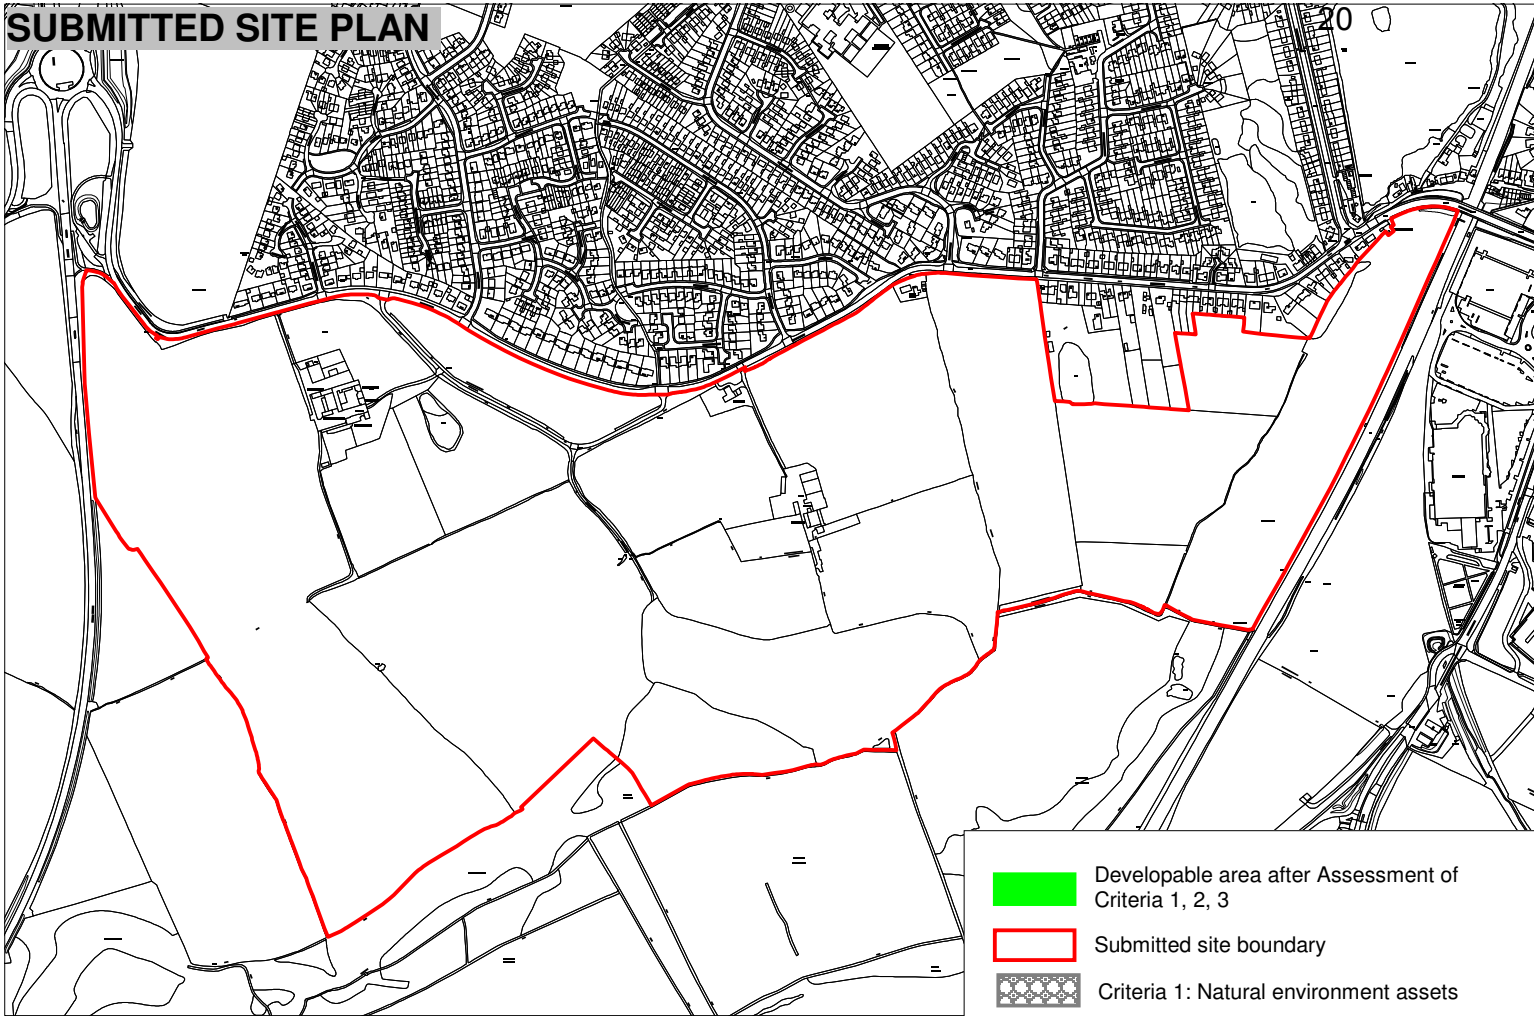 SUBMITTED SITE PLAN
20
Developable area after Assessment of
Criteria 1, 2, 3
Submitted site boundary
Criteria 1: Natural environment assets